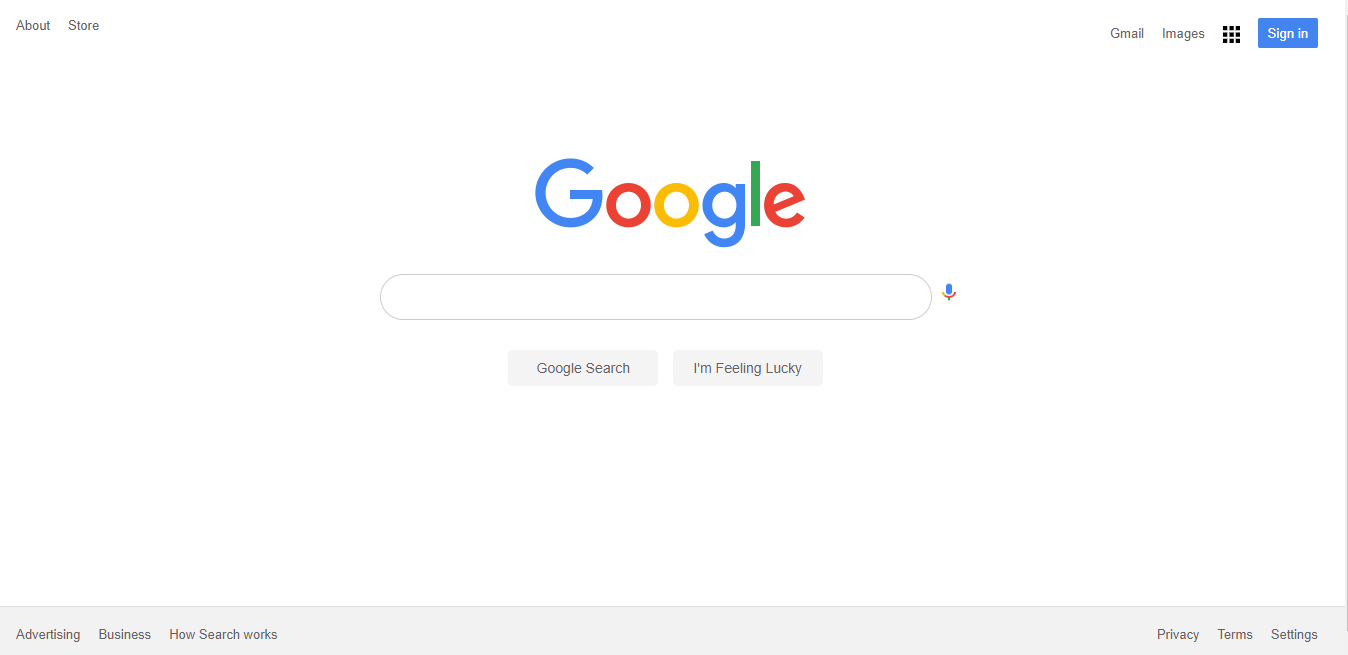 About Store
Gmail Images Sign in
Google
Google Search I'm Feeling Lucky
Advertising Business How Search works Privacy Terms Settings